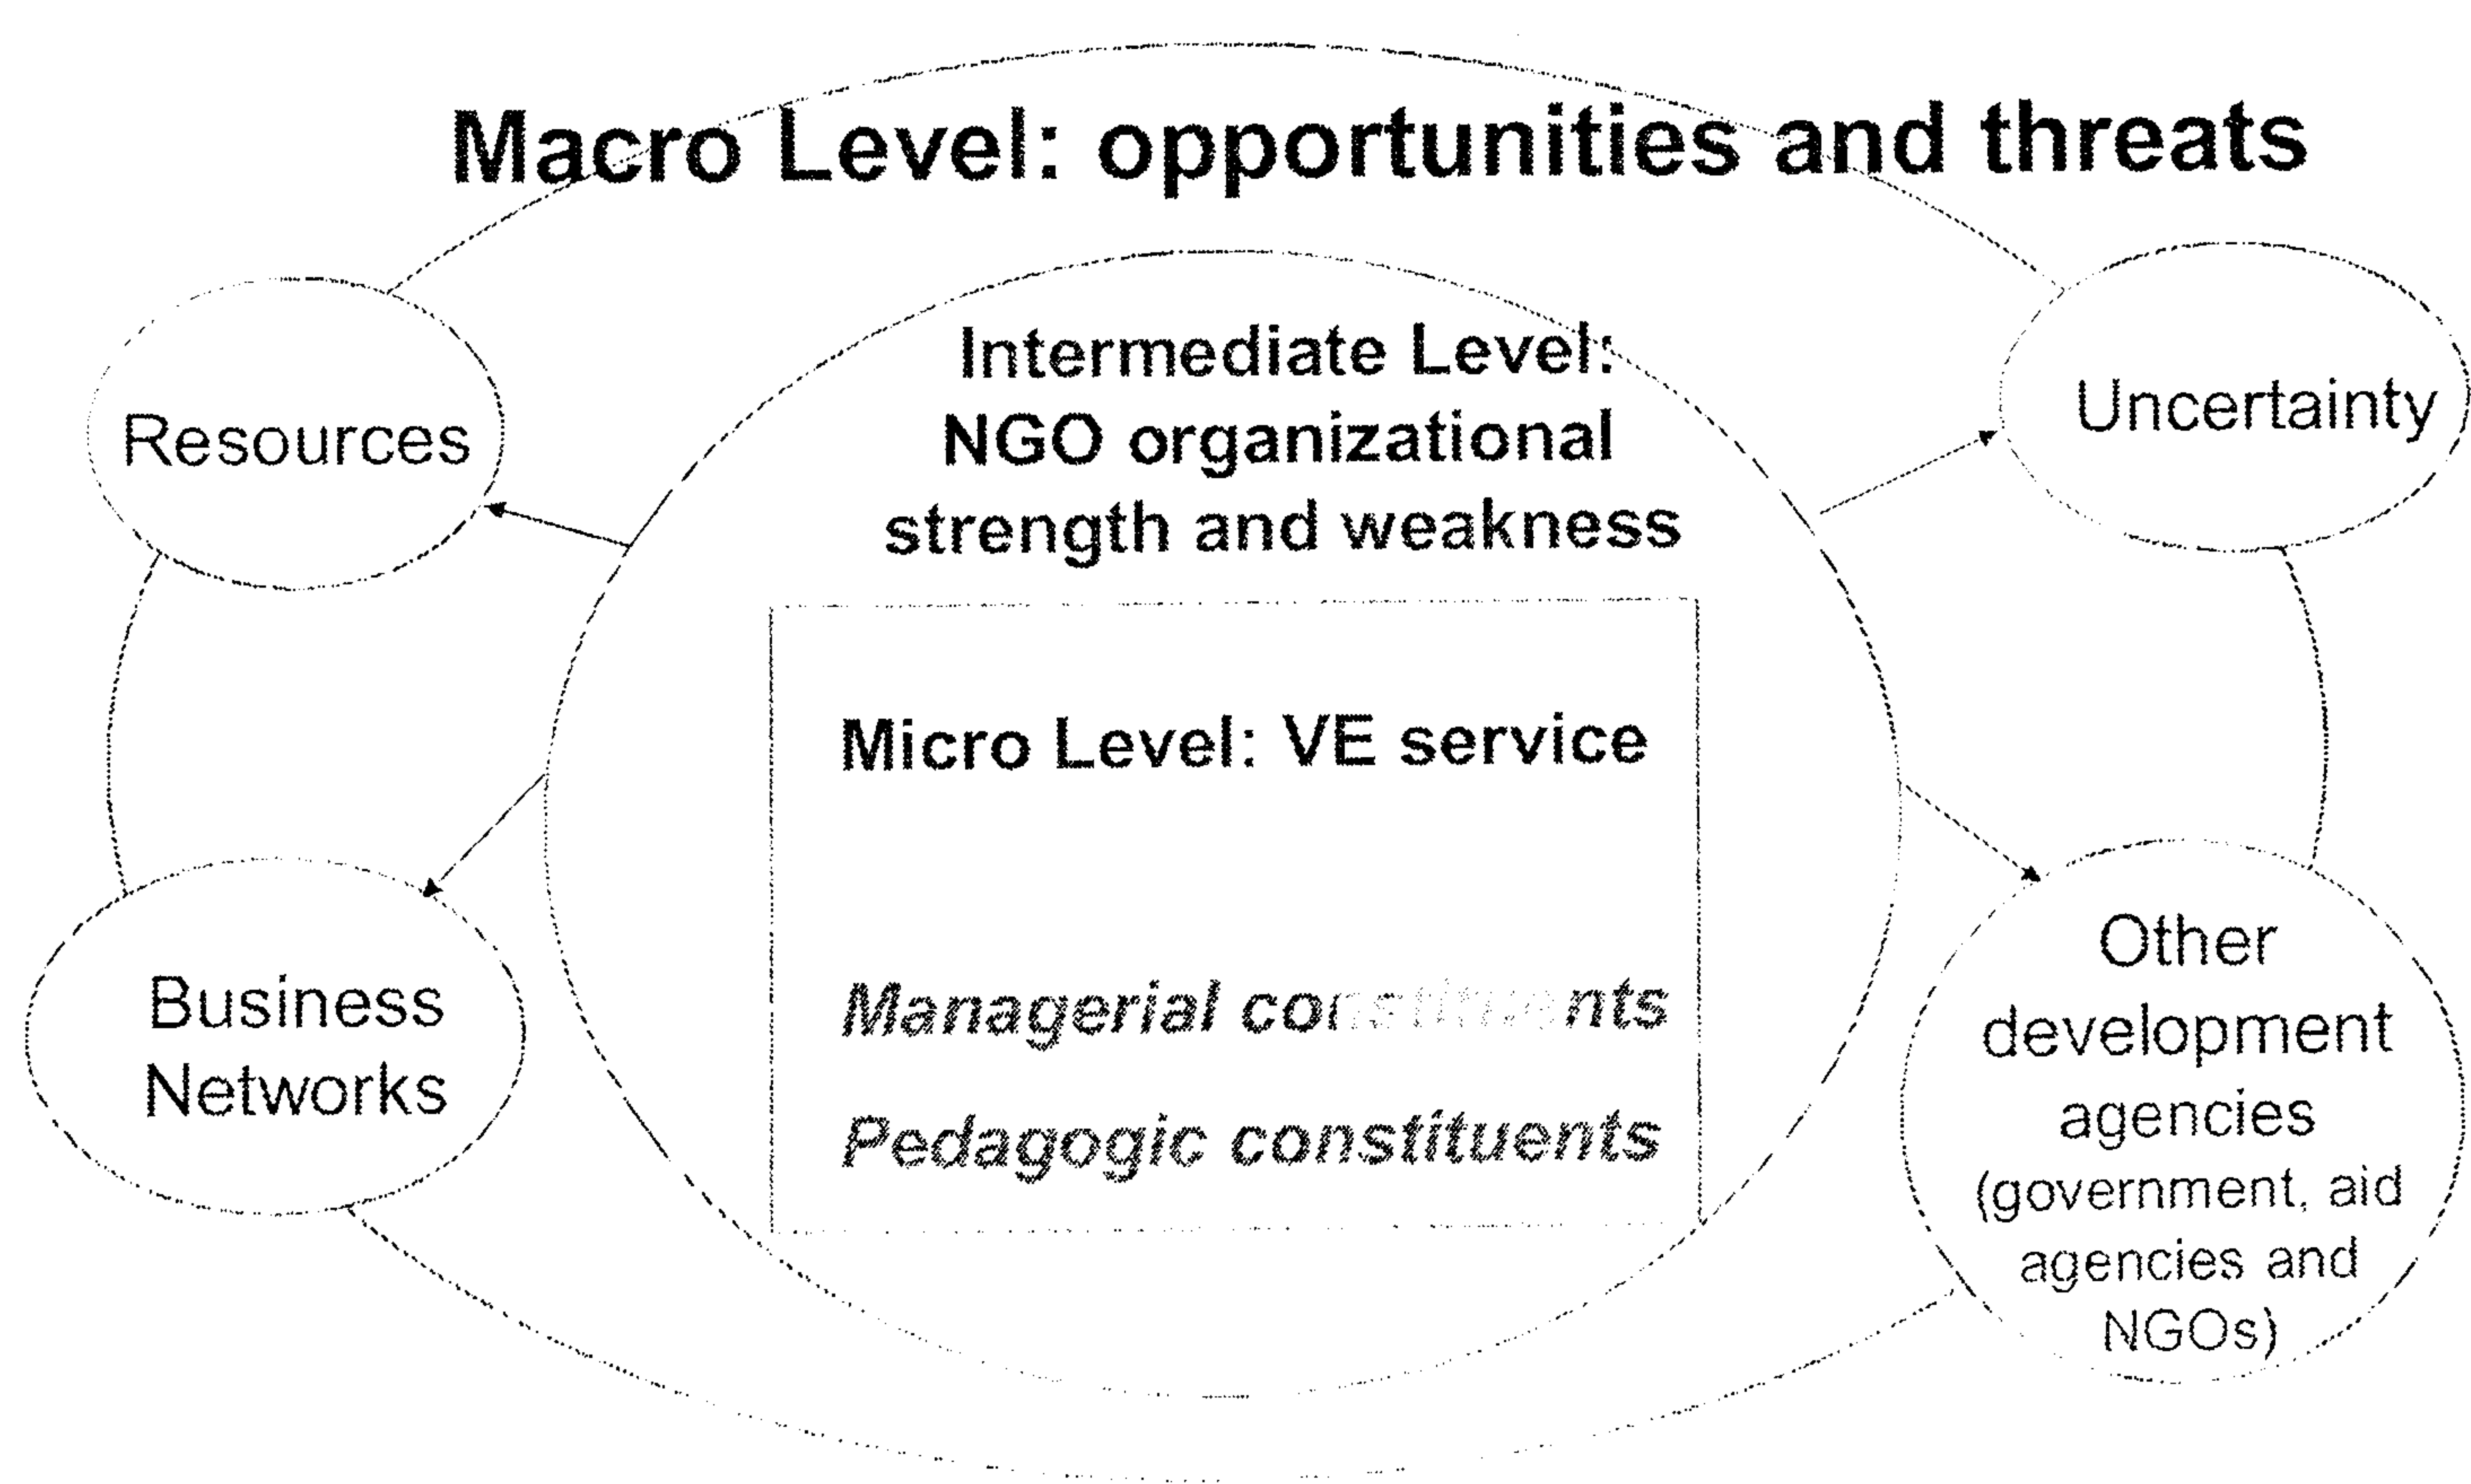 Macro Level: opportunities and threats
Intermediate Level:
NGO organizational
strength and weakness
Resources
Uncertainty
Micro Level: VE service
Managerial constituents
Pedagogic constituents
Business
Networks
Other
development
agencies
(government, aid
agencies and
NGOs)